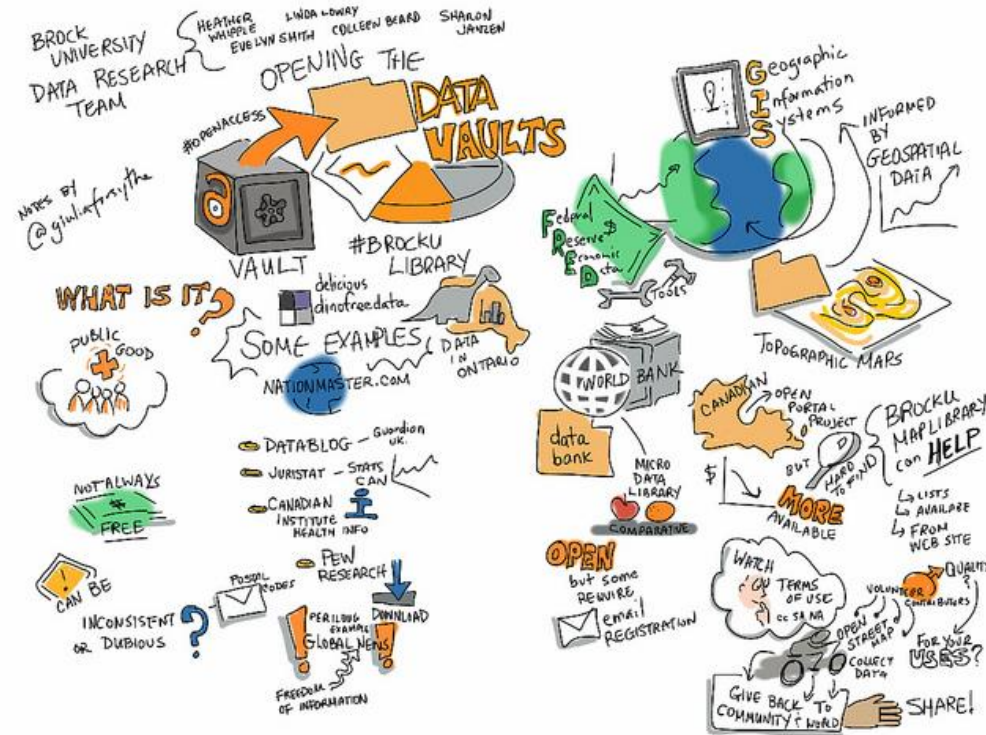 BROCK
UNIVERSITY
DATA RESEARCH
TEAM
HEATHER
WHIPPLE
LINDA LOWRY
EVELYN SMITH
COLLEEN BEARD
SHARON
JANZEN
OPENING THE
DATA
VAULTS
#OPENACCESS
NOTES BY
@giuliaforsythe
VAULT
#BROCKU
LIBRARY
WHAT IS IT?
PUBLIC
GOOD
NOT ALWAYS
$
FREE
!
CAN BE
INCONSISTENT
OR DUBIOUS
?
delicious
dinofreedata
SOME EXAMPLES
DATA
IN
ONTARIO
NATIONMASTER.COM
DATABLOG - Guardian
UK.
JURISTAT - STATS
CAN
CANADIAN
INSTITUTE
HEALTH INFO
i
PEW
RESEARCH
DOWNLOAD
POSTAL
CODES
PERILOUS
EXAMPLE
GLOBAL NEWS
FREEDOM
OF INFORMATION
Geographic
Information
Systems
INFORMED
BY
GEOSPATIAL
DATA
Federal
Reserve
Economic
Data
$
TOOLS
TOPOGRAPHIC MAPS
WORLD BANK
data
bank
MICRO
DATA
LIBRARY
COMPARATIVE
OPEN
but some
REQUIRE
email
REGISTRATION
CANADIAN
OPEN
PORTAL
PROJECT
BUT
HARD
TO FIND
$
MORE
AVAILABLE
BROCKU
MAP LIBRARY
can HELP
LISTS
AVAILABE
FROM
WEB SITE
WATCH
TERMS
OF USE
CC SA NA
VOLUNTEER
CONTRIBUTORS
QUALITY
OPEN
STREET
MAP
COLLECT
DATA
FOR YOUR
USES?
GIVE BACK TO
COMMUNITY & WORLD
SHARE!